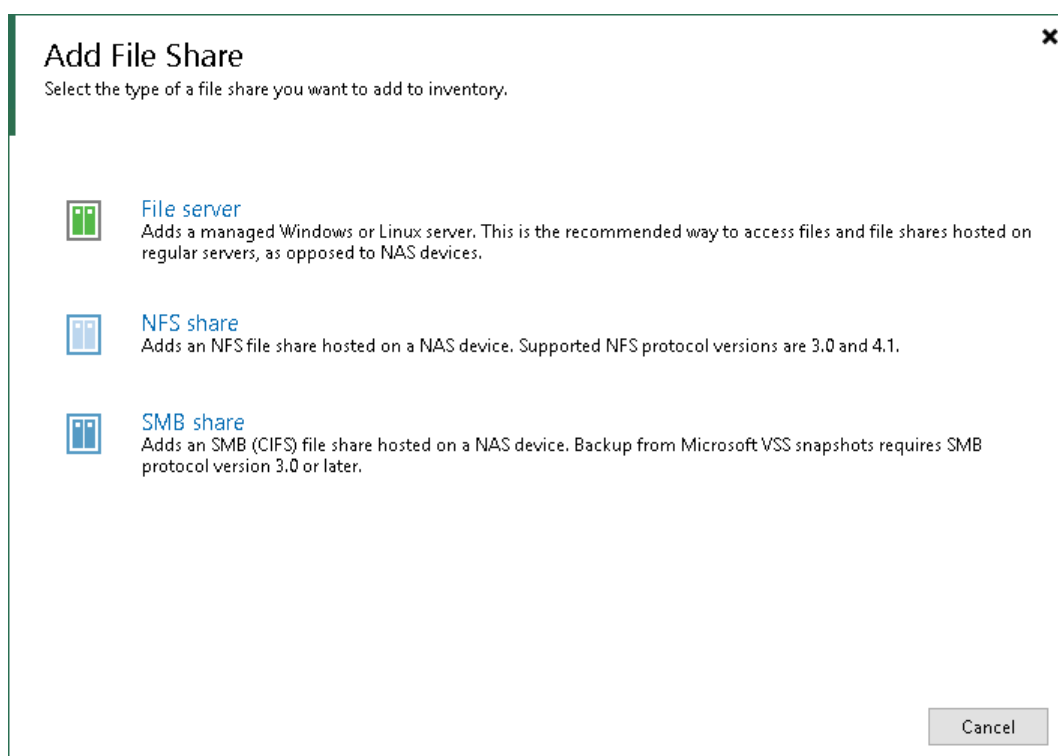 Add File Share
Select the type of a file share you want to add to inventory.
File server
Adds a managed Windows or Linux server. This is the recommended way to access files and file shares hosted on
regular servers, as opposed to NAS devices.
NFS share
Adds an NFS file share hosted on a NAS device. Supported NFS protocol versions are 3.0 and 4.1.
SMB share
Adds an SMB (CIFS) file share hosted on a NAS device. Backup from Microsoft VSS snapshots requires SMB
protocol version 3.0 or later.
Cancel